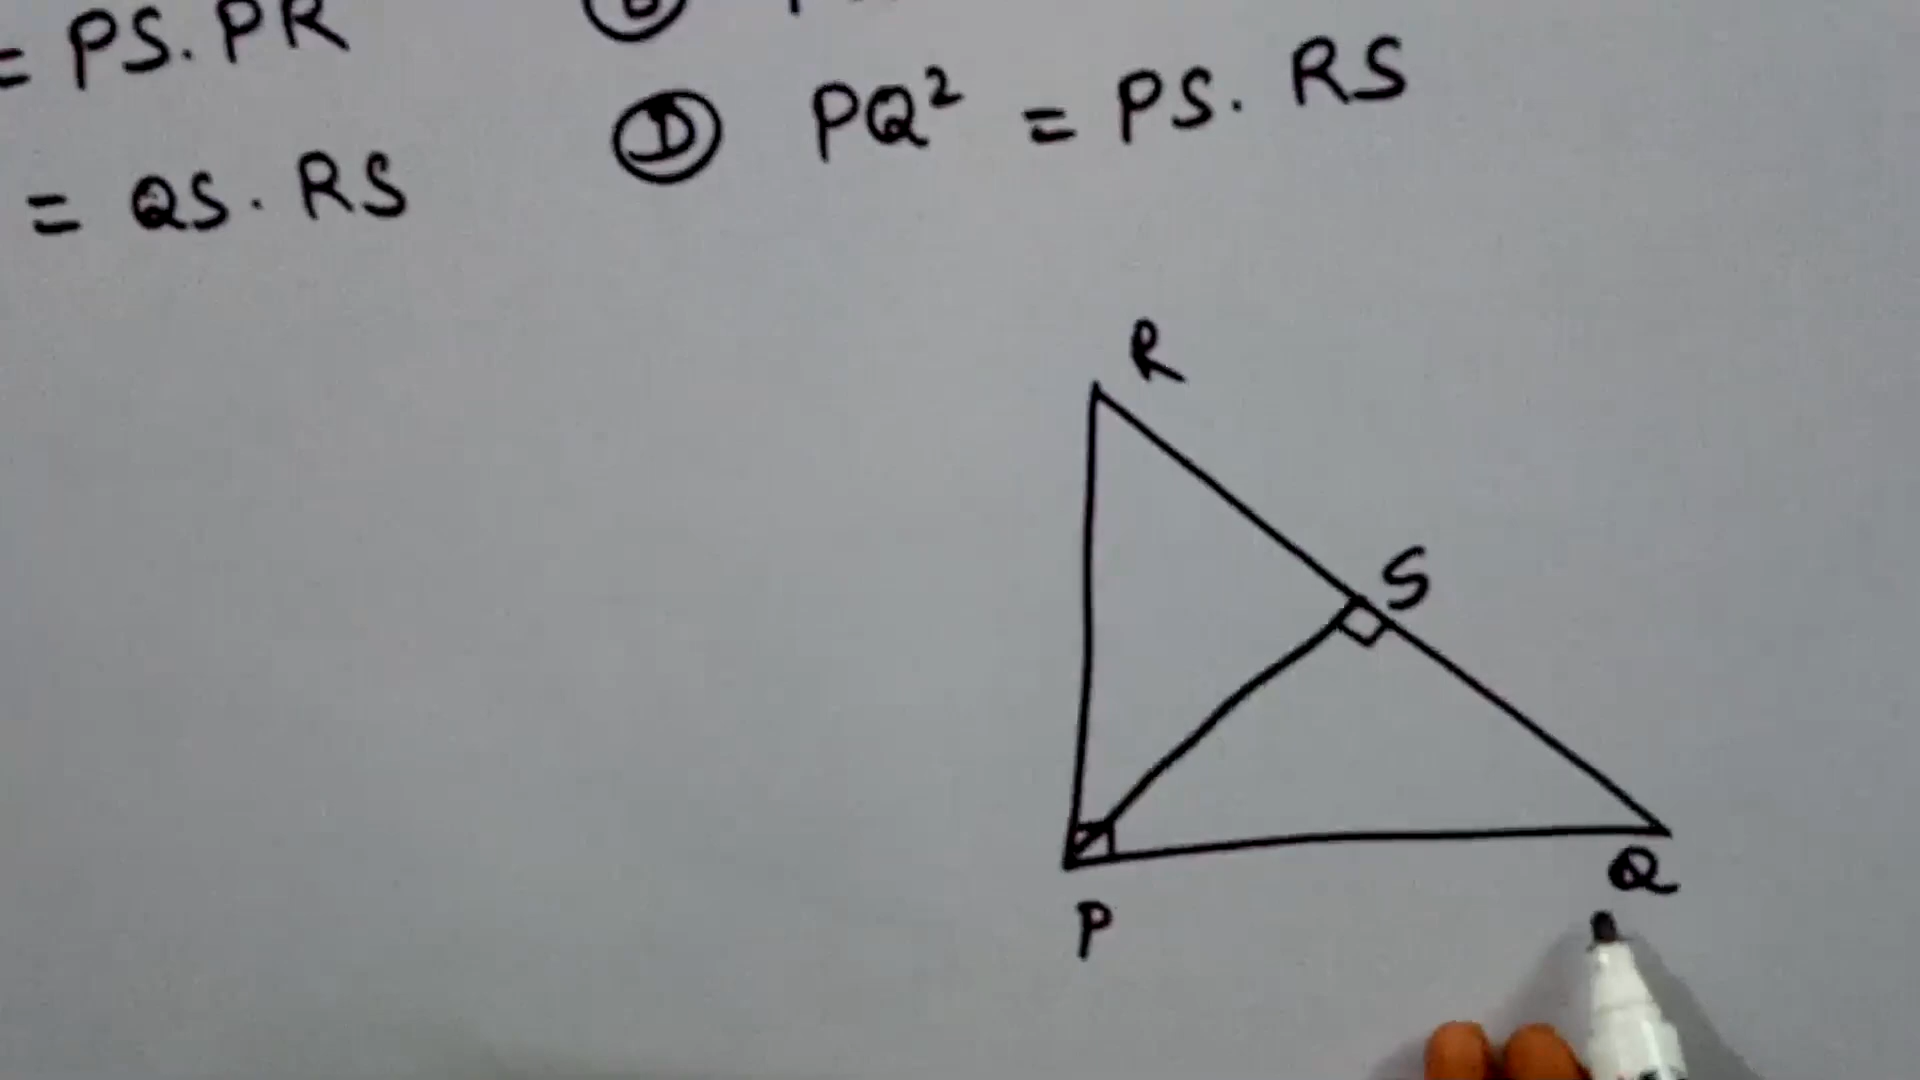 = PS. PR
D PQ² = PS. RS
= QS. RS
R
S
Q
P